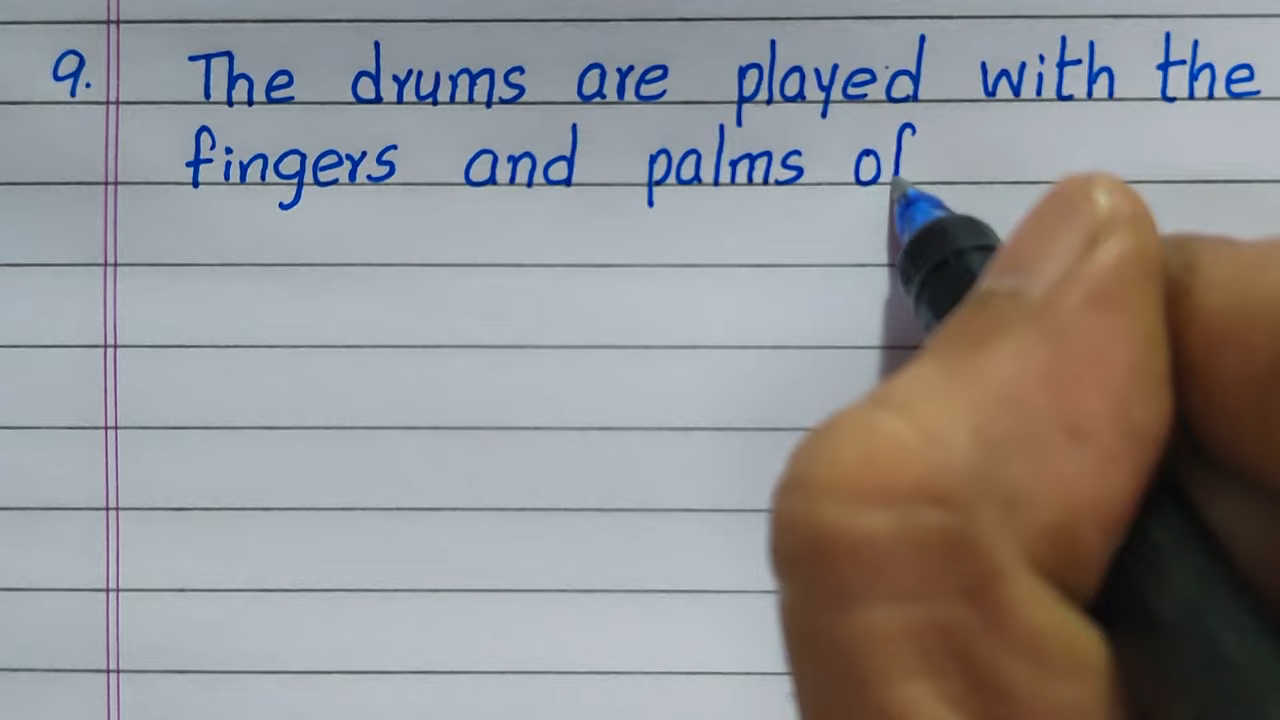 9. The drums are played with the
fingers and palms of